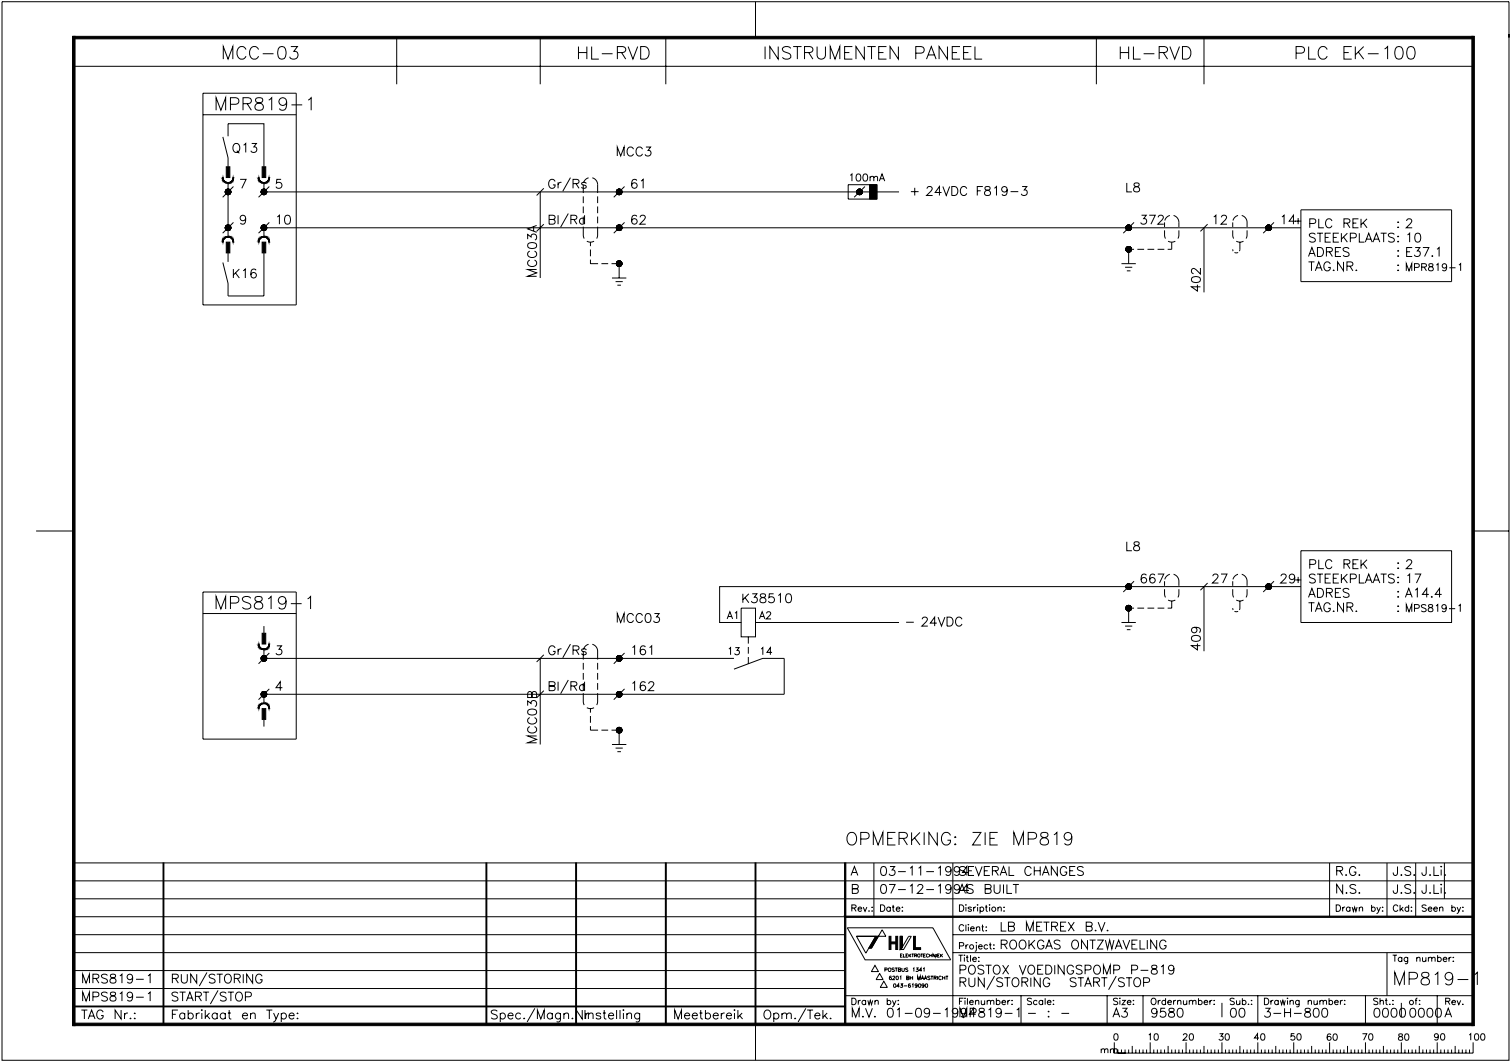 MCC-03 HL-RVD INSTRUMENTEN PANEEL HL-RVD PLC EK-100
MPR819-1
Q13
7 5
9 10
K16
MCC3
Gr/Rs 61
Bl/Rd 62
MCC03A
100mA
+ 24VDC F819-3
L8
372 12 14+
402
PLC REK : 2
STEEKPLAATS: 10
ADRES : E37.1
TAG.NR. : MPR819-1
MPS819-1
3
4
MCC03
Gr/Rs 161
Bl/Rd 162
MCC03B
K38510
A1 A2
- 24VDC
13 14
L8
667 27 29+
409
PLC REK : 2
STEEKPLAATS: 17
ADRES : A14.4
TAG.NR. : MPS819-1
OPMERKING: ZIE MP819
A 03-11-1994 SEVERAL CHANGES R.G. J.S. J.Li.
B 07-12-1994 AS BUILT N.S. J.S. J.Li.
Rev.: Date: Disription: Drawn by: Ckd: Seen by:
HVL
ELEKTROTECHNIEK
POSTBUS 1341
6201 BH MAASTRICHT
043-619090
Client: LB METREX B.V.
Project: ROOKGAS ONTZWAVELING
Title:
POSTOX VOEDINGSPOMP P-819
RUN/STORING START/STOP
Tag number:
MP819-1
MRS819-1 RUN/STORING
MPS819-1 START/STOP
TAG Nr.: Fabrikaat en Type: Spec./Magn.Nr. Instelling Meetbereik Opm./Tek.
Drawn by: Filenumber: Scale: Size: Ordernumber: Sub.: Drawing number: Sht.: of: Rev.
M.V. 01-09-1994 MP819-1 - : - A3 9580 00 3-H-800 0000 0000 A
0 10 20 30 40 50 60 70 80 90 100
mm